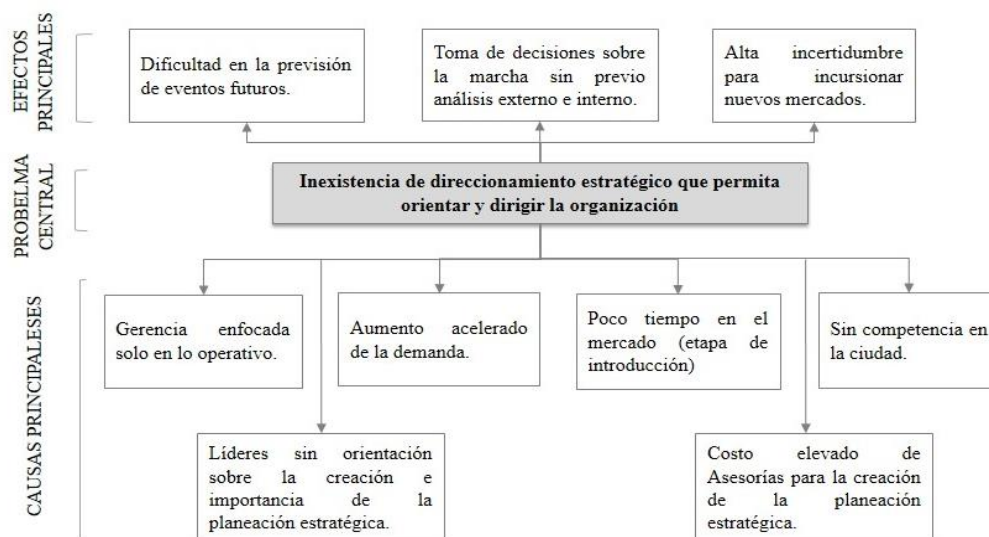 EFECTOS
PRINCIPALES
Dificultad en la previsión
de eventos futuros.
Toma de decisiones sobre
la marcha sin previo
análisis externo e interno.
Alta incertidumbre
para incursionar
nuevos mercados.
PROBELMA
CENTRAL
Inexistencia de direccionamiento estratégico que permita
orientar y dirigir la organización
CAUSAS PRINCIPALESES
Gerencia enfocada
solo en lo operativo.
Aumento acelerado
de la demanda.
Poco tiempo en el
mercado (etapa de
introducción)
Sin competencia en
la ciudad.
Líderes sin orientación
sobre la creación e
importancia de la
planeación estratégica.
Costo elevado de
Asesorías para la creación
de la planeación
estratégica.